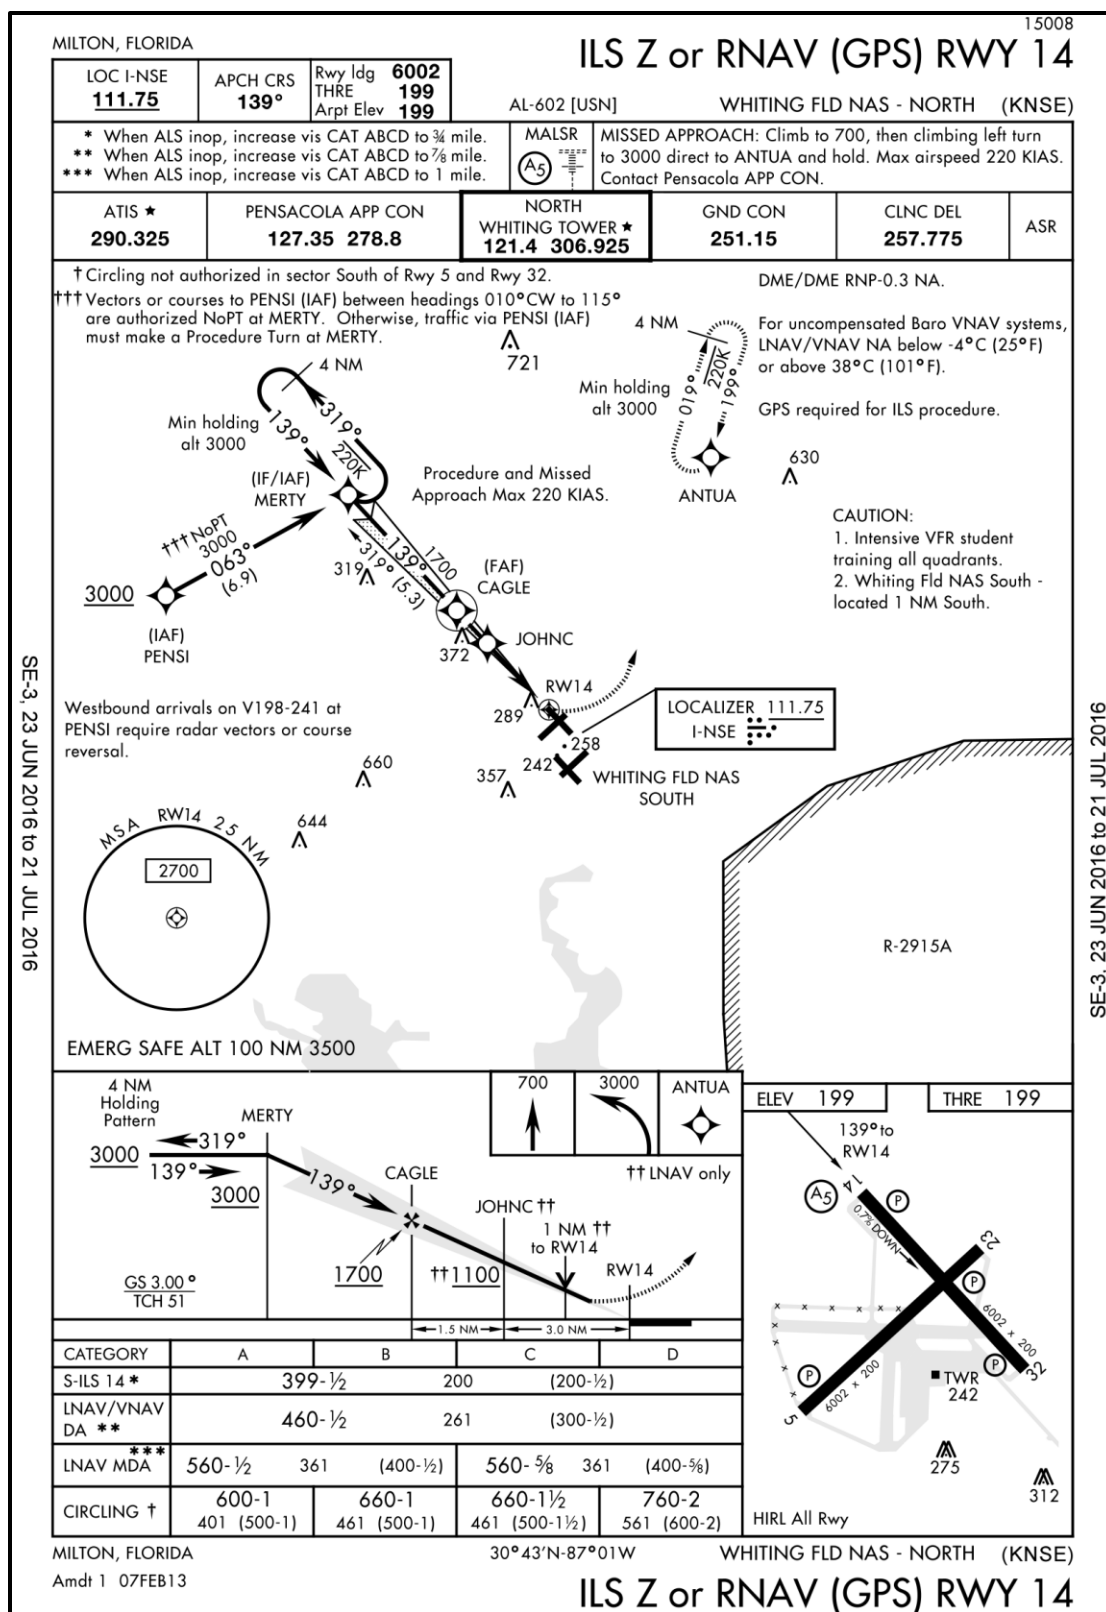 15008
MILTON, FLORIDA
ILS Z or RNAV (GPS) RWY 14
LOC I-NSE
111.75
APCH CRS
139°
Rwy ldg 6002
THRE 199
Arpt Elev 199
AL-602 [USN]
WHITING FLD NAS - NORTH (KNSE)
* When ALS inop, increase vis CAT ABCD to ¾ mile.
** When ALS inop, increase vis CAT ABCD to ⅞ mile.
*** When ALS inop, increase vis CAT ABCD to 1 mile.
MALSR
A5
MISSED APPROACH: Climb to 700, then climbing left turn
to 3000 direct to ANTUA and hold. Max airspeed 220 KIAS.
Contact Pensacola APP CON.
ATIS ★
290.325
PENSACOLA APP CON
127.35 278.8
NORTH
WHITING TOWER ★
121.4 306.925
GND CON
251.15
CLNC DEL
257.775
ASR
† Circling not authorized in sector South of Rwy 5 and Rwy 32.
††† Vectors or courses to PENSI (IAF) between headings 010°CW to 115°
are authorized NoPT at MERTY. Otherwise, traffic via PENSI (IAF)
must make a Procedure Turn at MERTY.
DME/DME RNP-0.3 NA.
For uncompensated Baro VNAV systems,
LNAV/VNAV NA below -4°C (25°F)
or above 38°C (101°F).
GPS required for ILS procedure.
721
4 NM
220K
019°
199°
Min holding
alt 3000
ANTUA
630
4 NM
319°
139°
220K
Min holding
alt 3000
(IF/IAF)
MERTY
Procedure and Missed
Approach Max 220 KIAS.
CAUTION:
1. Intensive VFR student
training all quadrants.
2. Whiting Fld NAS South -
located 1 NM South.
††† NoPT
3000
063°
(6.9)
3000
(IAF)
PENSI
1700
139°
319° (5.3)
319
(FAF)
CAGLE
372
JOHNC
RW14
289
258
242
357
LOCALIZER 111.75
I-NSE
WHITING FLD NAS
SOUTH
Westbound arrivals on V198-241 at
PENSI require radar vectors or course
reversal.
660
644
MSA RW14 25 NM
2700
R-2915A
EMERG SAFE ALT 100 NM 3500
SE-3, 23 JUN 2016 to 21 JUL 2016
SE-3, 23 JUN 2016 to 21 JUL 2016
4 NM
Holding
Pattern
MERTY
3000
319°
139°
3000
139°
CAGLE
1700
JOHNC ††
††1100
1 NM ††
to RW14
RW14
700
3000
ANTUA
†† LNAV only
GS 3.00°
TCH 51
1.5 NM
3.0 NM
ELEV 199
THRE 199
139° to
RW14
A5
14
P
0.7% DOWN
23
P
6002 x 200
P
32
P
6002 x 200
5
TWR
242
275
312
HIRL All Rwy
CATEGORY A B C D
S-ILS 14 * 399-½ 200 (200-½)
LNAV/VNAV
DA ** 460-½ 261 (300-½)
LNAV MDA *** 560-½ 361 (400-½) 560-⅝ 361 (400-⅝)
CIRCLING †
600-1
401 (500-1)
660-1
461 (500-1)
660-1½
461 (500-1½)
760-2
561 (600-2)
MILTON, FLORIDA
Amdt 1 07FEB13
30°43'N-87°01'W
WHITING FLD NAS - NORTH (KNSE)
ILS Z or RNAV (GPS) RWY 14